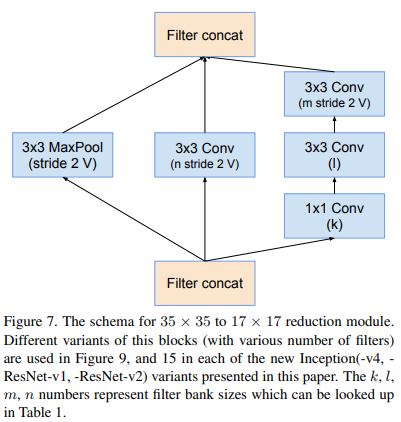 Filter concat
3x3 Conv
(m stride 2 V)
3x3 MaxPool
(stride 2 V)
3x3 Conv
(n stride 2 V)
3x3 Conv
(l)
1x1 Conv
(k)
Filter concat
Figure 7. The schema for 35 × 35 to 17 × 17 reduction module.
Different variants of this blocks (with various number of filters)
are used in Figure 9, and 15 in each of the new Inception(-v4, -
ResNet-v1, -ResNet-v2) variants presented in this paper. The k, l,
m, n numbers represent filter bank sizes which can be looked up
in Table 1.